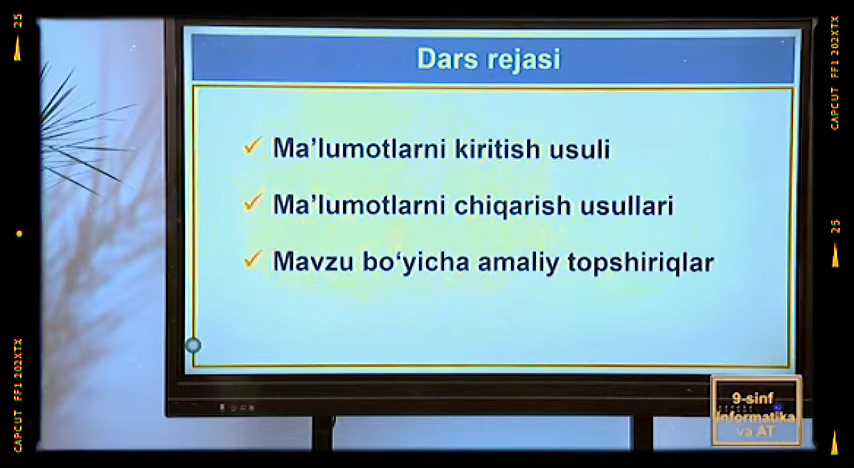 Dars rejasi
✓ Ma’lumotlarni kiritish usuli
✓ Ma’lumotlarni chiqarish usullari
✓ Mavzu bo‘yicha amaliy topshiriqlar
9-sinf
Informatika
va AT
25
CAPCUT FF1 202XTX
CAPCUT FF1 202XTX
25